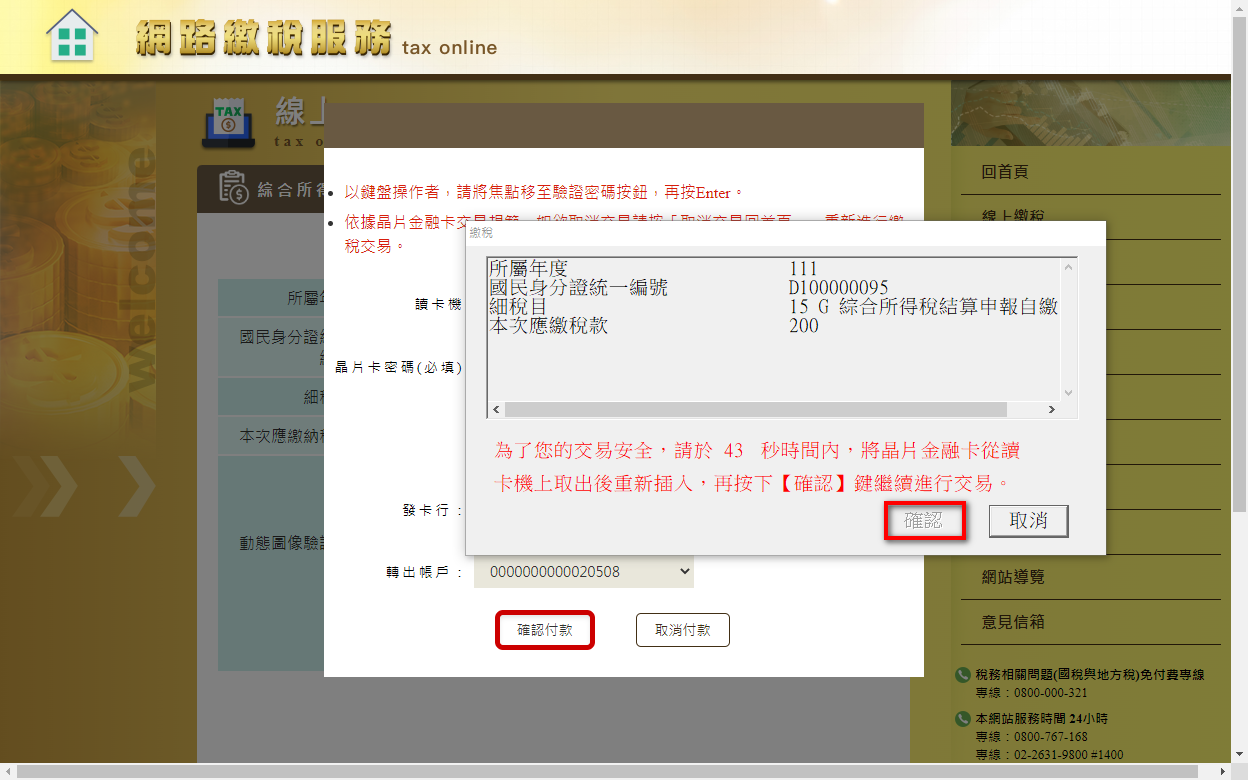 網路繳稅服務 tax online
TAX
線上
tax o
welcome
綜合所得
所屬年
國民身分證統
細稅
本次應繳納稅
動態圖像驗證
以鍵盤操作者，請將焦點移至驗證密碼按鈕，再按Enter。
依據晶片金融卡交易規範，如欲取消交易請按「取消交易回首頁」，重新進行繳
稅交易。
讀卡機
晶片卡密碼(必填)
發卡行：
轉出帳戶：
0000000000020508
確認付款
取消付款
繳稅
所屬年度 111
國民身分證統一編號 D100000095
細稅目 15 G 綜合所得稅結算申報自繳
本次應繳稅款 200
為了您的交易安全，請於 43 秒時間內，將晶片金融卡從讀
卡機上取出後重新插入，再按下【確認】鍵繼續進行交易。
確認
取消
回首頁
線上繳稅
網站導覽
意見信箱
稅務相關問題(國稅與地方稅)免付費專線
專線：0800-000-321
本網站服務時間 24小時
專線：0800-767-168
專線：02-2631-9800 #1400